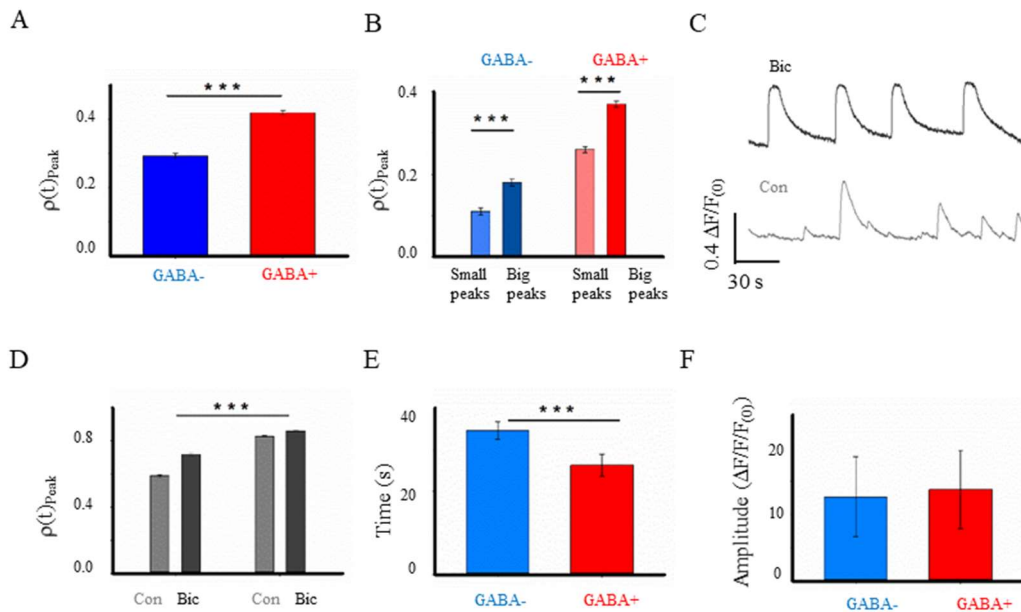 A
* * *
0.4
0.2
0.0
ρ(t)Peak
GABA-
GABA+
B
GABA-
GABA+
* * *
* * *
0.4
0.2
0.0
ρ(t)Peak
Small peaks
Big peaks
Small peaks
Big peaks
C
Bic
Con
0.4 ΔF/F(0)
30 s
D
* * *
0.8
0.4
0.0
ρ(t)Peak
Con
Bic
Con
Bic
E
* * *
40
20
0
Time (s)
GABA-
GABA+
F
20
10
0
Amplitude (ΔF/F/F(0))
GABA-
GABA+